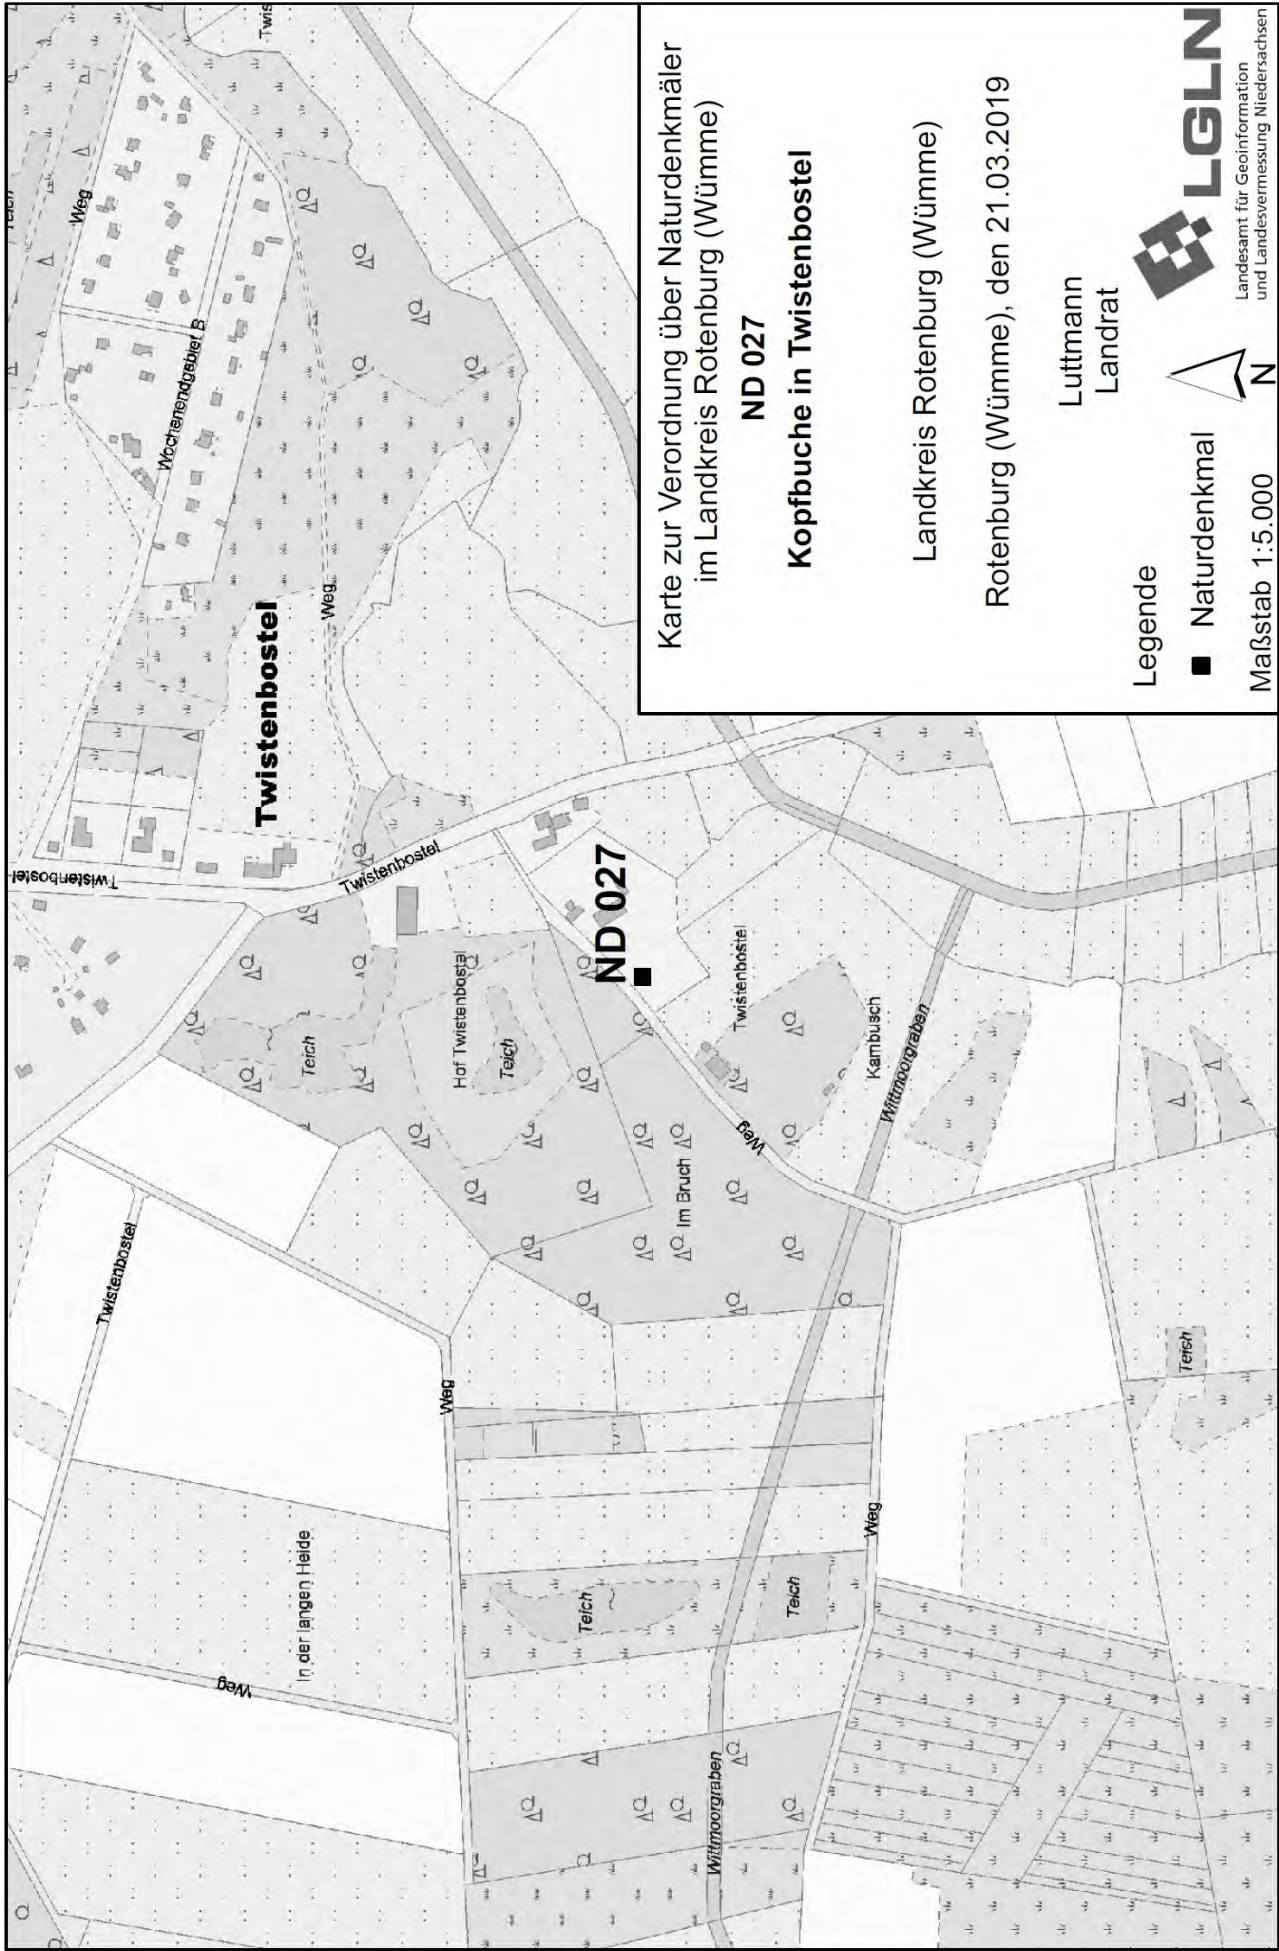 Karte zur Verordnung über Naturdenkmäler
im Landkreis Rotenburg (Wümme)
ND 027
Kopfbuche in Twistenbostel
Landkreis Rotenburg (Wümme)
Rotenburg (Wümme), den 21.03.2019
Luttmann
Landrat
Legende
Naturdenkmal
Maßstab 1:5.000
N
LGLN
Landesamt für Geoinformation
und Landesvermessung Niedersachsen
Twistenbostel
Weg
In der langen Heide
Weg
Twistenbostel
Twistenbostel
Twistenbostel
Weg
Wochenendgebiet B
Weg
Teich
Twis
Teich
Hof Twistenbostel
Teich
ND 027
Im Bruch
Weg
Twistenbostel
Kambusch
Wittmoorgraben
Teich
Teich
Weg
Wittmoorgraben
Teich